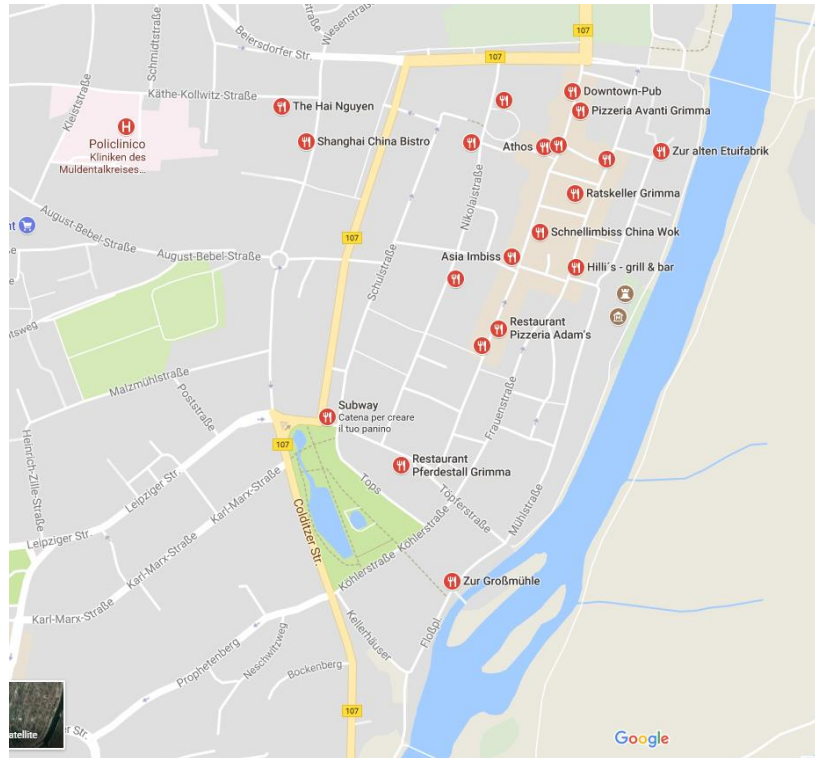 107
Beiersdorfer Str.
Wiesenstraße
Schmidtstraße
107
Kleiststraße
Käthe-Kollwitz-Straße
The Hai Nguyen
Downtown-Pub
Pizzeria Avanti Grimma
H
Policlinico
Kliniken des
Muldentalkreises...
Shanghai China Bistro
Athos
Zur alten Etuifabrik
Nikolaistraße
Ratskeller Grimma
August-Bebel-Straße
August-Bebel-Straße
107
Schnellimbiss China Wok
Asia Imbiss
Hilli´s - grill & bar
Schulstraße
Restaurant
Pizzeria Adam's
Malzmühlstraße
Poststraße
Frauenstraße
Subway
Catena per creare
il tuo panino
107
Heinrich-Zille-Straße
Restaurant
Pferdestall Grimma
Leipziger Str.
Karl-Marx-Straße
Tops
Töpferstraße
Mühlstraße
Colditzer Str.
Leipziger Str.
Karl-Marx-Straße
Köhlerstraße
Köhlerstraße
Zur Großmühle
Karl-Marx-Straße
Kellerhäuser
Floßpl.
Neschwitzweg
Prophetenberg
Bockenberg
107
Google